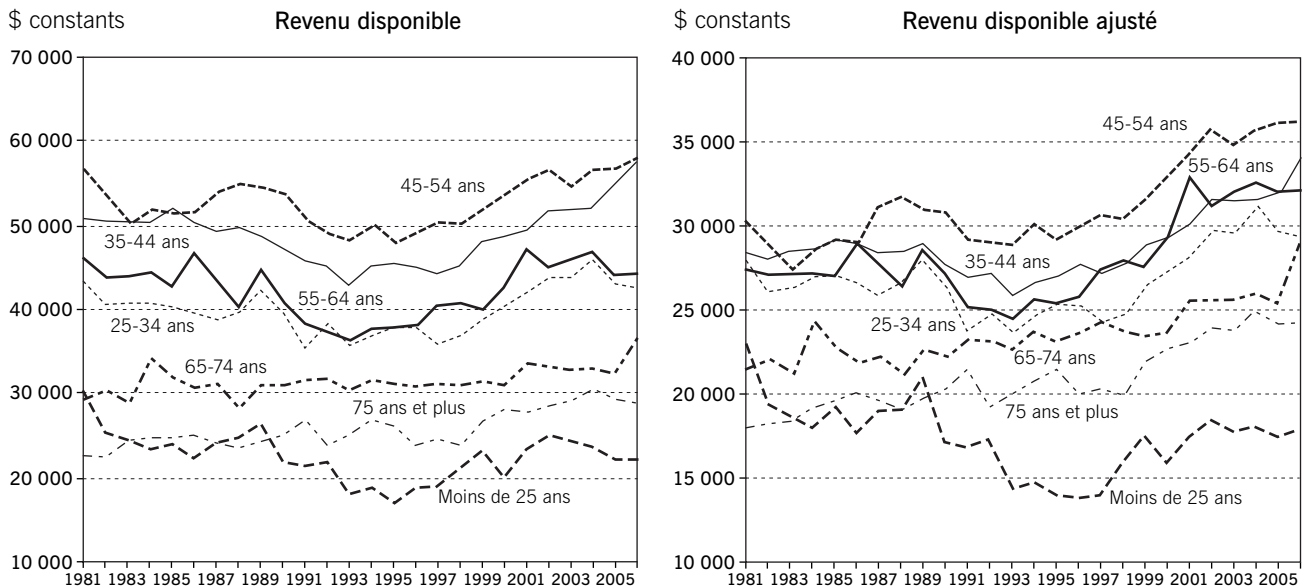 $ constants
Revenu disponible
70 000
60 000
50 000
40 000
30 000
20 000
10 000
45-54 ans
35-44 ans
55-64 ans
25-34 ans
65-74 ans
75 ans et plus
Moins de 25 ans
1981 1983 1985 1987 1989 1991 1993 1995 1997 1999 2001 2003 2005
$ constants
Revenu disponible ajusté
40 000
35 000
30 000
25 000
20 000
15 000
10 000
45-54 ans
55-64 ans
35-44 ans
25-34 ans
65-74 ans
75 ans et plus
Moins de 25 ans
1981 1983 1985 1987 1989 1991 1993 1995 1997 1999 2001 2003 2005